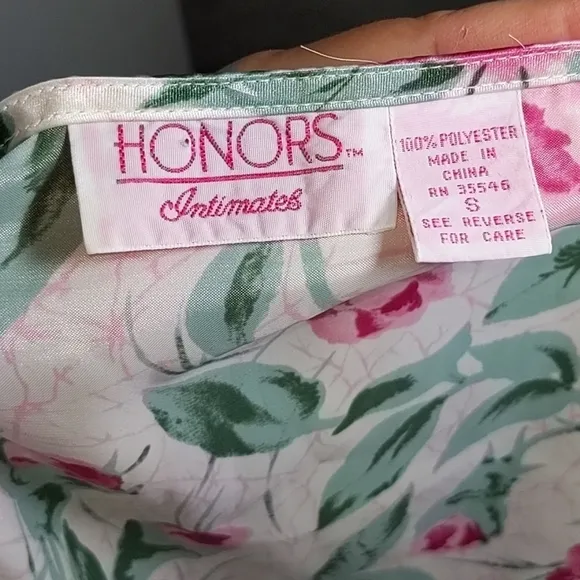 HONORS™
Intimates
100% POLYESTER
MADE IN
CHINA
RN 35546
S
SEE REVERSE
FOR CARE